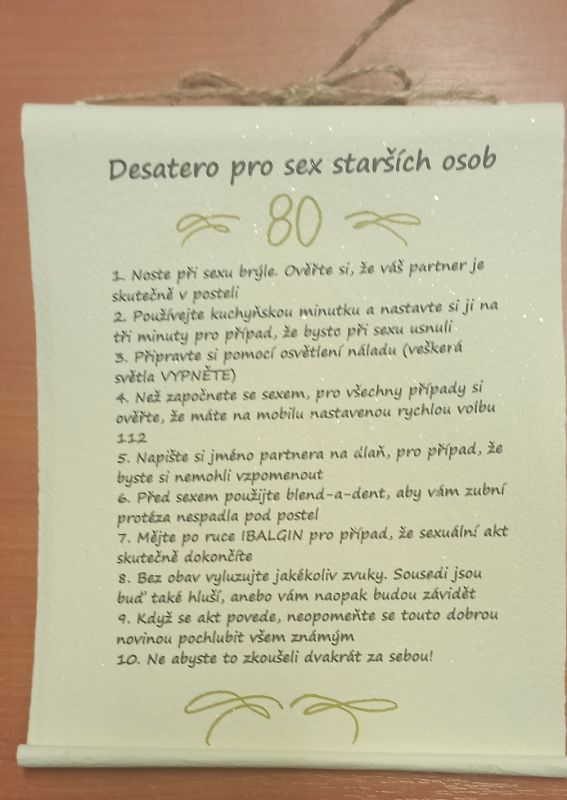 Desatero pro sex starších osob
80
1. Noste při sexu brýle. Ověřte si, že váš partner je
skutečně v posteli
2. Používejte kuchyňskou minutku a nastavte si ji na
tři minuty pro případ, že bysto při sexu usnuli
3. Připravte si pomocí osvětlení náladu (veškerá
světla VYPNĚTE)
4. Než započnete se sexem, pro všechny případy si
ověřte, že máte na mobilu nastavenou rychlou volbu
112
5. Napište si jméno partnera na dlaň, pro případ, že
byste si nemohli vzpomenout
6. Před sexem použijte blend-a-dent, aby vám zubní
protéza nespadla pod postel
7. Mějte po ruce IBALGIN pro případ, že sexuální akt
skutečně dokončíte
8. Bez obav vyluzujte jakékoliv zvuky. Sousedi jsou
buď také hluší, anebo vám naopak budou závidět
9. Když se akt povede, neopomeňte se touto dobrou
novinou pochlubit všem známým
10. Ne abyste to zkoušeli dvakrát za sebou!